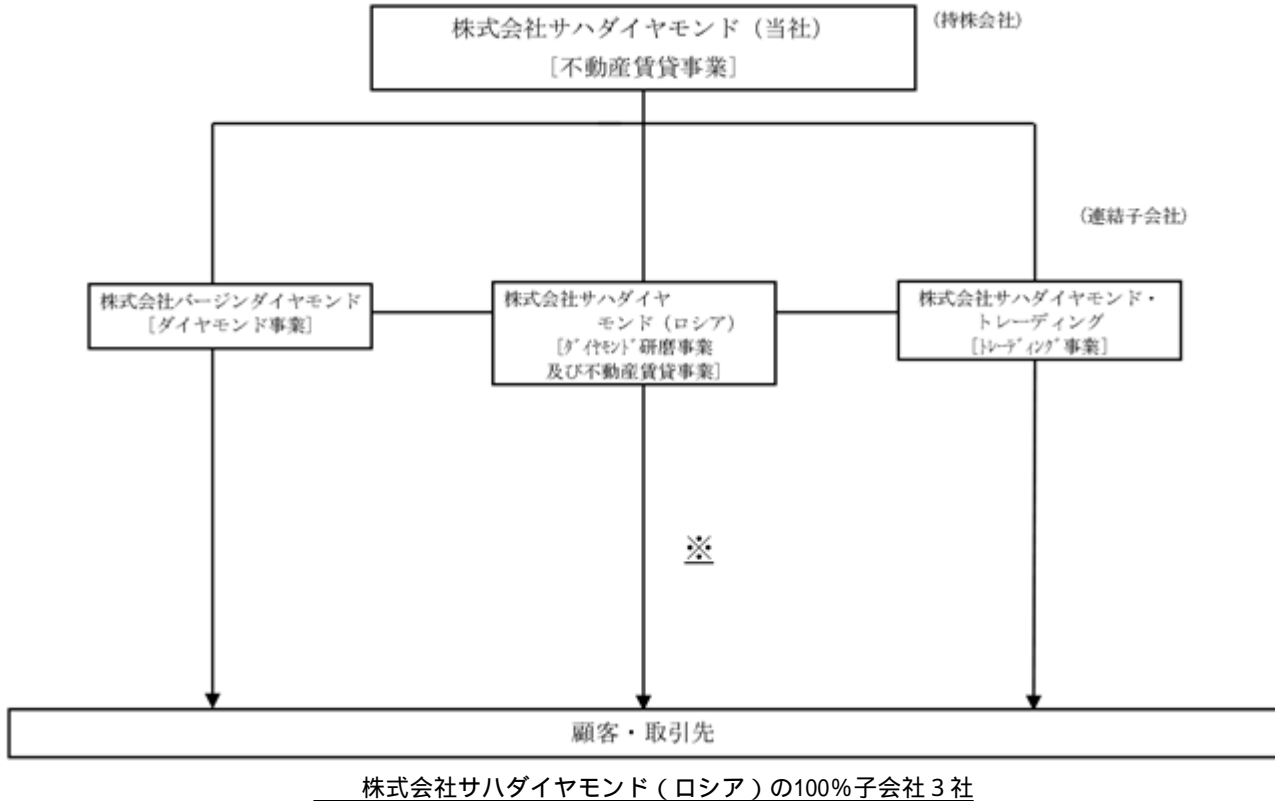 株式会社サハダイヤモンド（当社）
［不動産賃貸事業］
（持株会社）
（連結子会社）
株式会社バージンダイヤモンド
［ダイヤモンド事業］
株式会社サハダイヤ
モンド（ロシア）
［ﾀﾞｲﾔﾓﾝﾄﾞ研磨事業
及び不動産賃貸事業］
株式会社サハダイヤモンド・
トレーディング
［ﾄﾚｰﾃﾞｨﾝｸﾞ事業］
※
顧客・取引先
株式会社サハダイヤモンド（ロシア）の100％子会社３社